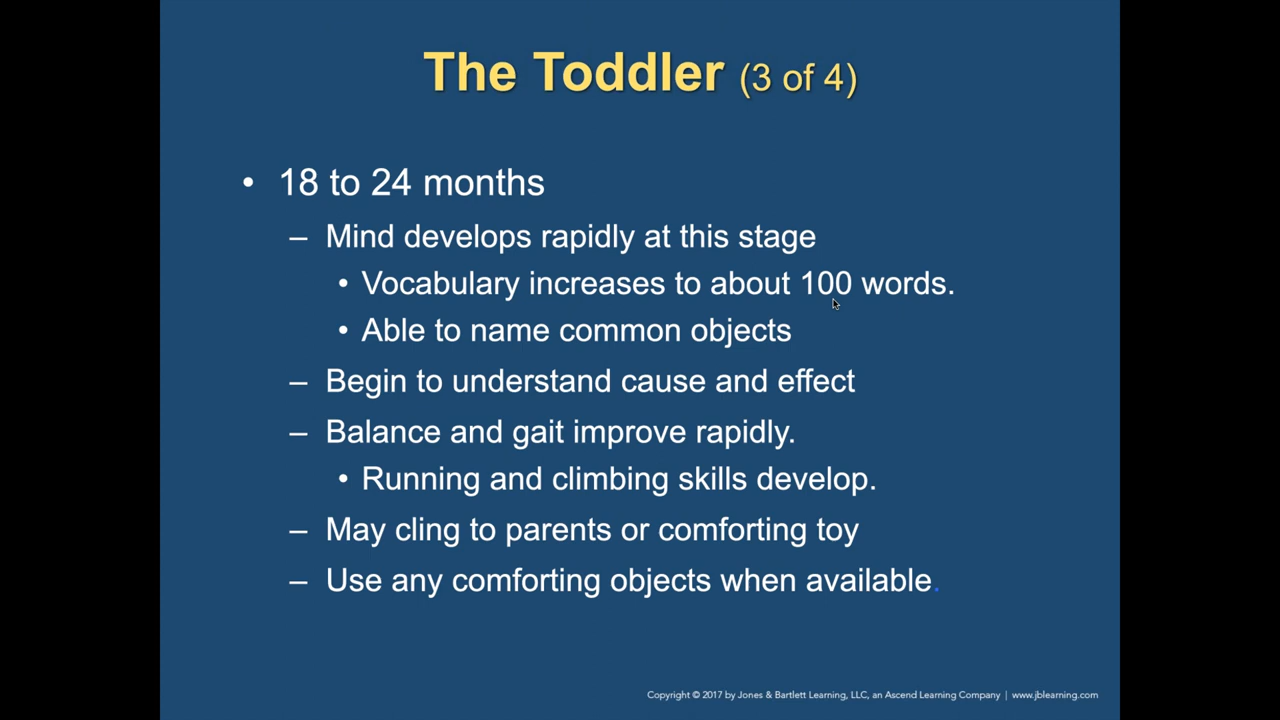 The Toddler (3 of 4)
• 18 to 24 months
– Mind develops rapidly at this stage
• Vocabulary increases to about 100 words.
• Able to name common objects
– Begin to understand cause and effect
– Balance and gait improve rapidly.
• Running and climbing skills develop.
– May cling to parents or comforting toy
– Use any comforting objects when available.
Copyright © 2017 by Jones & Bartlett Learning, LLC, an Ascend Learning Company | www.jblearning.com